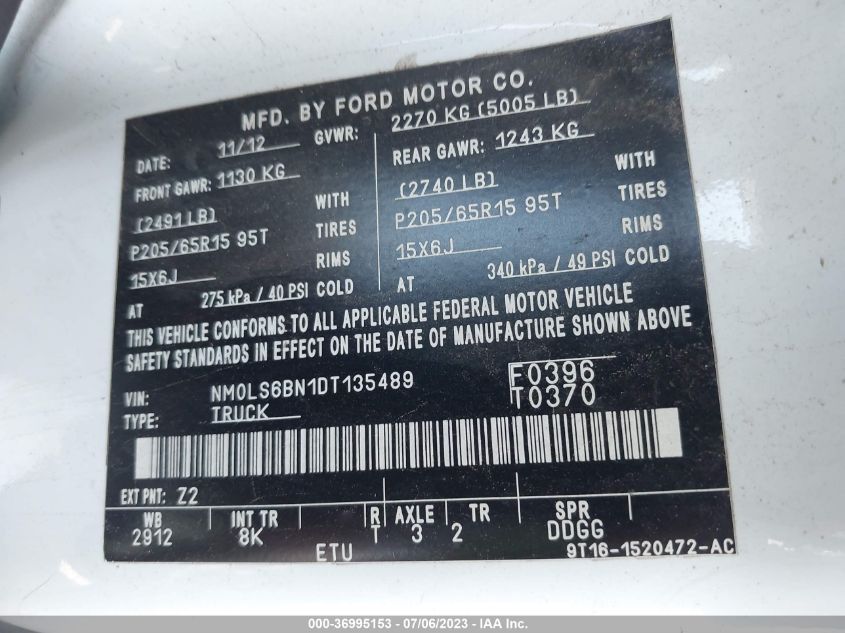 MFD. BY FORD MOTOR CO.
DATE: 11/12 GVWR: 2270 KG (5005 LB)
FRONT GAWR: 1130 KG REAR GAWR: 1243 KG
(2491 LB) WITH (2740 LB) WITH
P205/65R15 95T TIRES P205/65R15 95T TIRES
15X6J RIMS 15X6J RIMS
AT 275 kPa / 40 PSI COLD AT 340 kPa / 49 PSI COLD
THIS VEHICLE CONFORMS TO ALL APPLICABLE FEDERAL MOTOR VEHICLE
SAFETY STANDARDS IN EFFECT ON THE DATE OF MANUFACTURE SHOWN ABOVE
VIN: NM0LS6BN1DT135489 F0396
TYPE: TRUCK T0370
EXT PNT: Z2
WB INT TR R AXLE TR SPR
2912 8K T 3 2 DDGG
ETU 9T16-1520472-AC
000-36995153 - 07/06/2023 - IAA Inc.